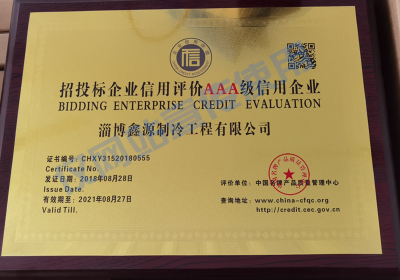 信
招投标企业信用评价AAA级信用企业
BIDDING ENTERPRISE CREDIT EVALUATION
淄博鑫源制冷工程有限公司
证书编号:CHXY31520180555
Certificate No.
发证日期:2018年08月28日
Issue Date.
有效期至:2021年08月27日
Valid Till.
评价单位:中国名牌产品质量管理中心
查询网址:www.china-cfqc.org
http://credit.cec.gov.cn